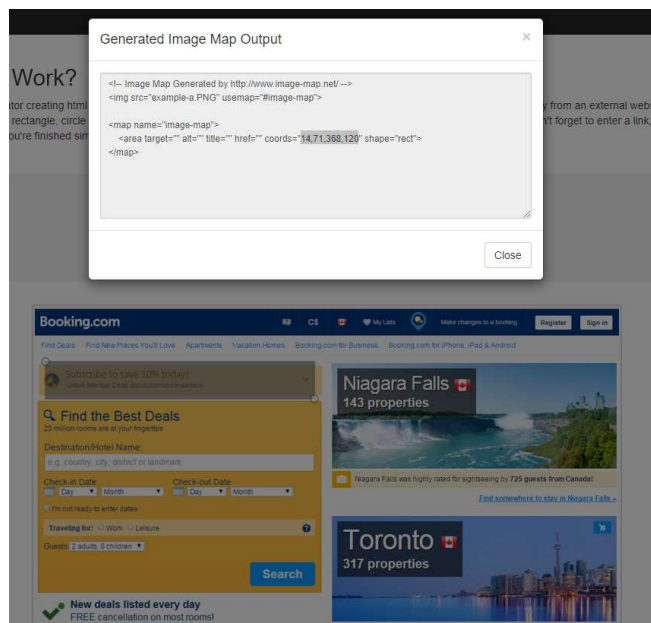 Generated Image Map Output
×
<!-- Image Map Generated by http://www.image-map.net/ -->
<img src="example-a.PNG" usemap="#image-map">
<map name="image-map">
<area target="" alt="" title="" href="" coords="14,71,368,120" shape="rect">
</map>
Close
Work?
tor creating html
y from an external webs
rectangle, circle
n't forget to enter a link,
ou're finished sim
Booking.com
C$
My Lists
Make changes to a booking
Register
Sign in
Find Deals Find New Places You'll Love Apartments Vacation Homes Booking.com for Business Booking.com for iPhone, iPad & Android
Subscribe to save 10% today!
Find the Best Deals
20 million rooms are at your fingertips
Destination/Hotel Name:
e.g. country, city, district or landmark
Check-in Date Check-out Date
Day Month Day Month
I'm not ready to enter dates
Traveling for: Work Leisure
Guests 2 adults, 0 children
Search
New deals listed every day
FREE cancellation on most rooms!
Niagara Falls
143 properties
Niagara Falls was highly rated for sightseeing by 725 guests from Canada!
Find somewhere to stay in Niagara Falls »
Toronto
317 properties